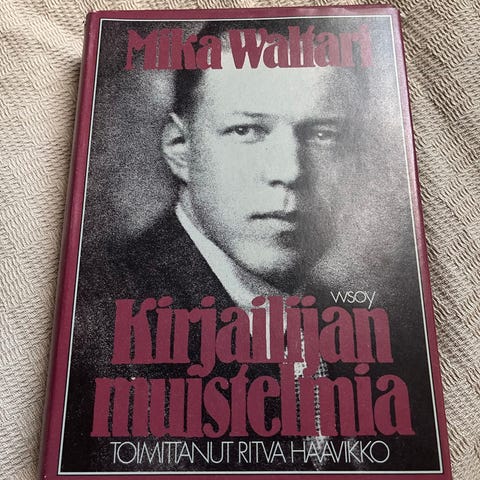 Mika Waltari
wsoy
Kirjailijan
muistelmia
TOIMITTANUT RITVA HAAVIKKO